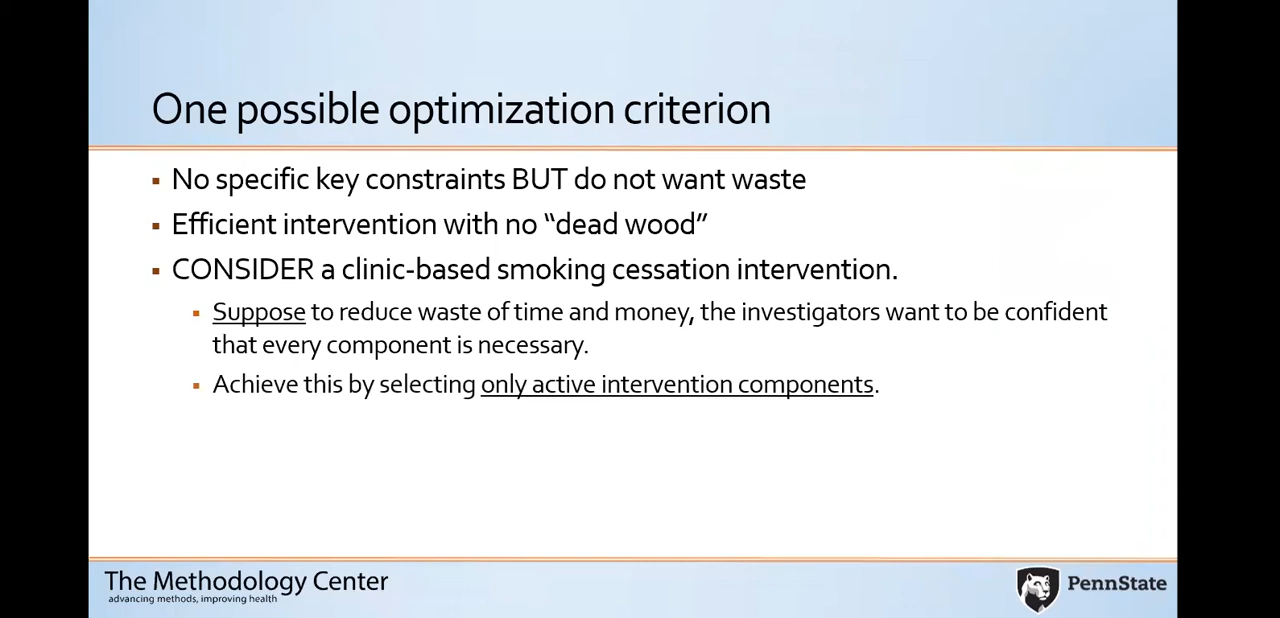 One possible optimization criterion
▪ No specific key constraints BUT do not want waste
▪ Efficient intervention with no “dead wood”
▪ CONSIDER a clinic-based smoking cessation intervention.
▪ Suppose to reduce waste of time and money, the investigators want to be confident
that every component is necessary.
▪ Achieve this by selecting only active intervention components.
The Methodology Center
advancing methods, improving health
PennState